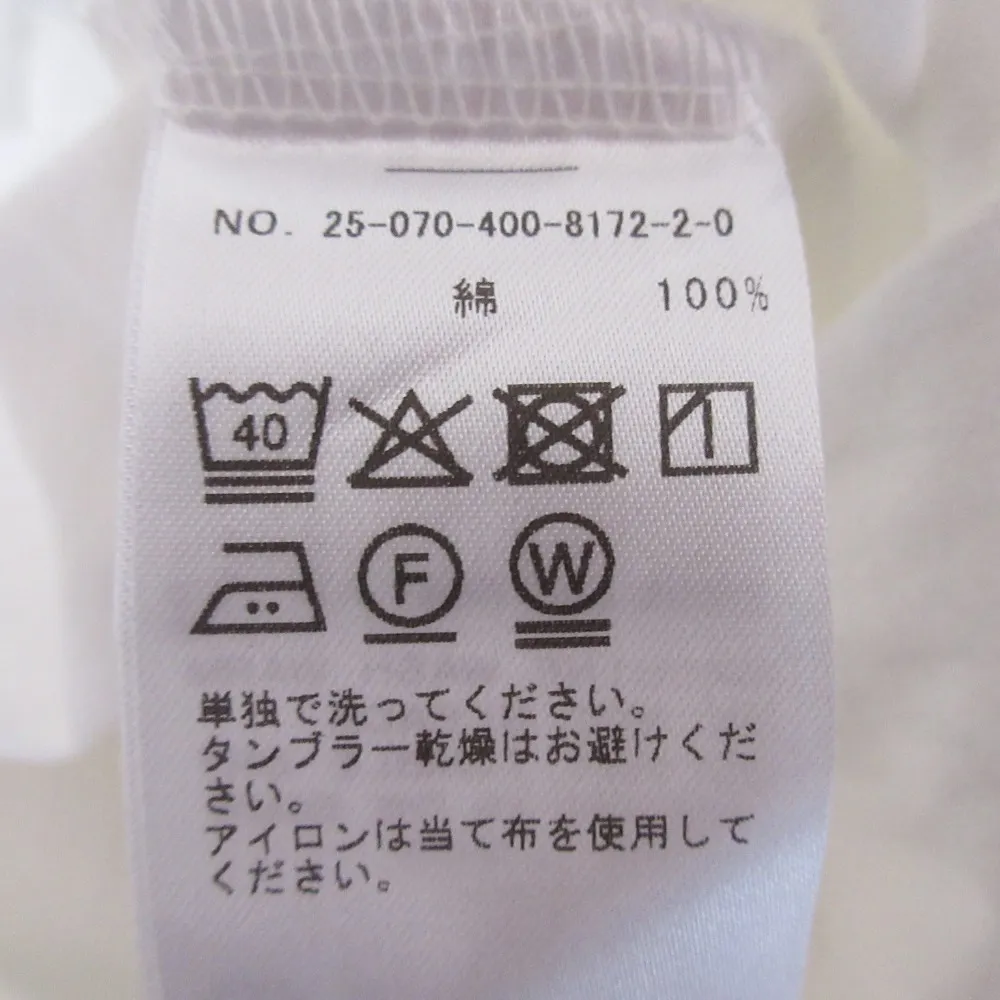 NO. 25-070-400-8172-2-0
綿 100%
40
F W
単独で洗ってください。
タンブラー乾燥はお避けくだ
さい。
アイロンは当て布を使用して
ください。